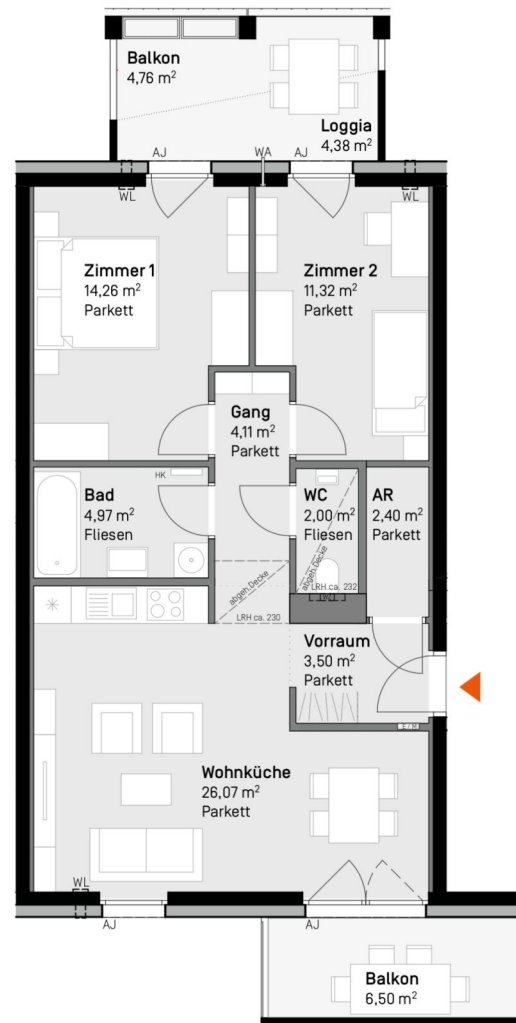 Balkon
4,76 m²
Loggia
4,38 m²
AJ
WA
AJ
WL
WL
Zimmer 1
14,26 m²
Parkett
Zimmer 2
11,32 m²
Parkett
Gang
4,11 m²
Parkett
HK
Bad
4,97 m²
Fliesen
WC
2,00 m²
Fliesen
AR
2,40 m²
Parkett
abgeh. Decke
abgeh. Decke
LRH ca. 232
LRH ca. 230
Vorraum
3,50 m²
Parkett
Wohnküche
26,07 m²
Parkett
WL
AJ
AJ
Balkon
6,50 m²